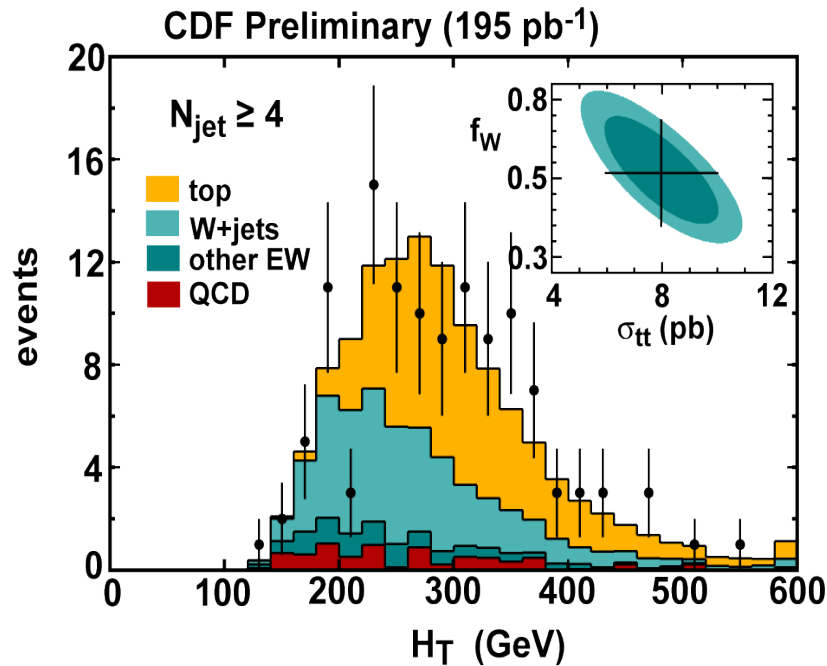 CDF Preliminary (195 pb-1)
N jet ≥ 4
top
W+jets
other EW
QCD
events
20
16
12
8
4
0
0
100
200
300
400
500
600
HT (GeV)
fW
0.8
0.5
0.3
4
8
12
σtt (pb)